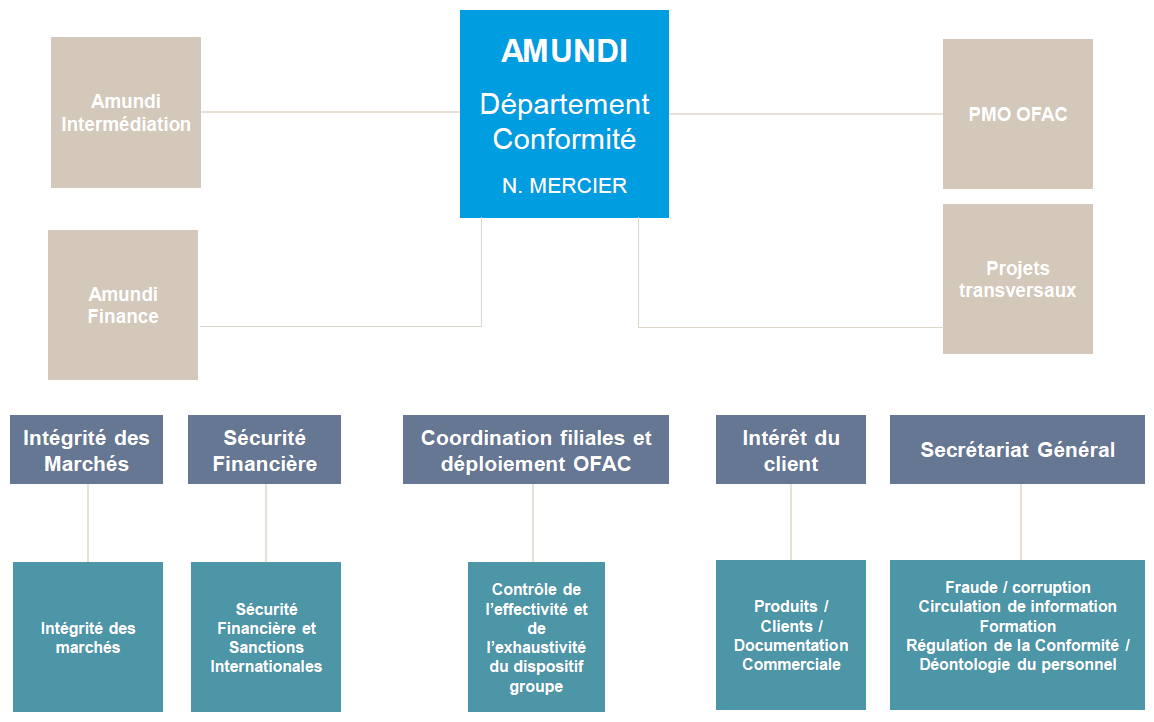 AMUNDI
Département
Conformité
N. MERCIER
Amundi
Intermédiation
PMO OFAC
Amundi
Finance
Projets
transversaux
Intégrité des
Marchés
Sécurité
Financière
Coordination filiales et
déploiement OFAC
Intérêt du
client
Secrétariat Général
Intégrité des
marchés
Sécurité
Financière et
Sanctions
Internationales
Contrôle de
l’effectivité et
de
l’exhaustivité
du dispositif
groupe
Produits /
Clients /
Documentation
Commerciale
Fraude / corruption
Circulation de information
Formation
Régulation de la Conformité /
Déontologie du personnel